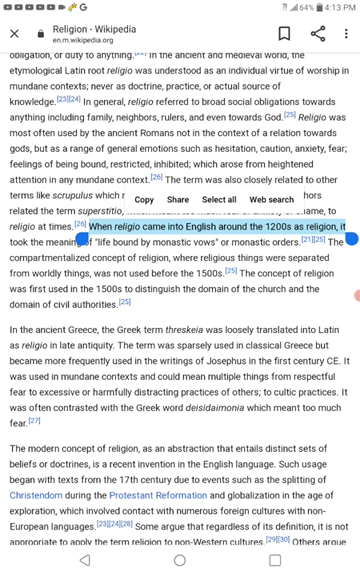 64% 4:13 PM
Religion - Wikipedia
en.m.wikipedia.org
obligation, or duty to anything. In the ancient and medieval world, the
etymological Latin root religio was understood as an individual virtue of worship in
mundane contexts; never as doctrine, practice, or actual source of
knowledge.[23][24] In general, religio referred to broad social obligations towards
anything including family, neighbors, rulers, and even towards God.[25] Religio was
most often used by the ancient Romans not in the context of a relation towards
gods, but as a range of general emotions such as hesitation, caution, anxiety, fear;
feelings of being bound, restricted, inhibited; which arose from heightened
attention in any mundane context.[26] The term was also closely related to other
terms like scrupulus which hors
Copy Share Select all Web search
related the term superstitio, to
religio at times.[26] When religio came into English around the 1200s as religion, it
took the meaning of "life bound by monastic vows" or monastic orders.[21][25] The
compartmentalized concept of religion, where religious things were separated
from worldly things, was not used before the 1500s.[25] The concept of religion
was first used in the 1500s to distinguish the domain of the church and the
domain of civil authorities.[25]
In the ancient Greece, the Greek term threskeia was loosely translated into Latin
as religio in late antiquity. The term was sparsely used in classical Greece but
became more frequently used in the writings of Josephus in the first century CE. It
was used in mundane contexts and could mean multiple things from respectful
fear to excessive or harmfully distracting practices of others; to cultic practices. It
was often contrasted with the Greek word deisidaimonia which meant too much
fear.[27]
The modern concept of religion, as an abstraction that entails distinct sets of
beliefs or doctrines, is a recent invention in the English language. Such usage
began with texts from the 17th century due to events such as the splitting of
Christendom during the Protestant Reformation and globalization in the age of
exploration, which involved contact with numerous foreign cultures with non-
European languages.[23][24][28] Some argue that regardless of its definition, it is not
appropriate to apply the term religion to non-Western cultures.[29][30] Others argue